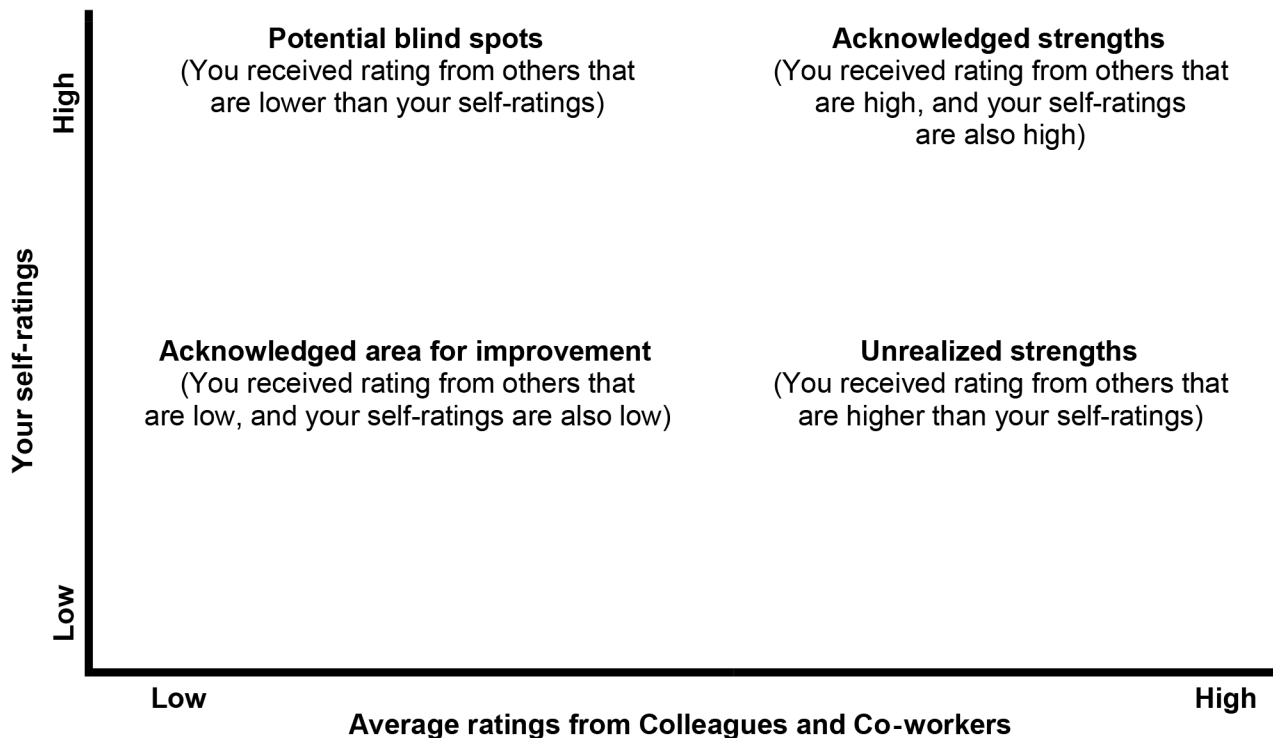 Potential blind spots
(You received rating from others that
are lower than your self-ratings)
Acknowledged strengths
(You received rating from others that
are high, and your self-ratings
are also high)
High
Your self-ratings
Acknowledged area for improvement
(You received rating from others that
are low, and your self-ratings are also low)
Unrealized strengths
(You received rating from others that
are higher than your self-ratings)
Low
Low
High
Average ratings from Colleagues and Co-workers